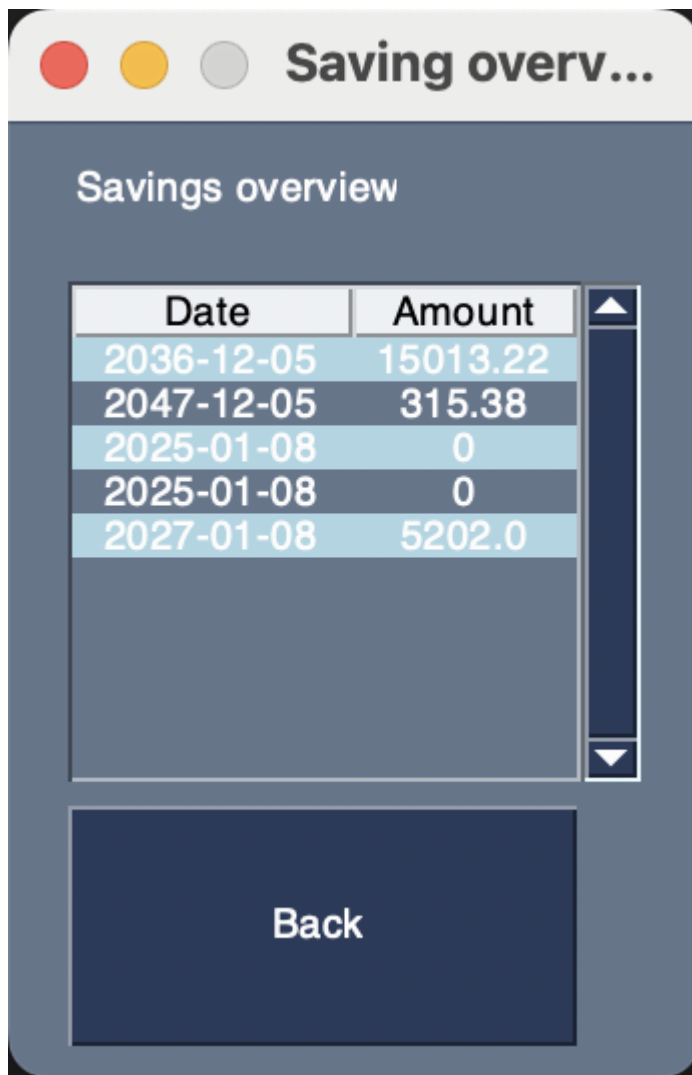 Saving overv...
Savings overview
Date Amount
2036-12-05 15013.22
2047-12-05 315.38
2025-01-08 0
2025-01-08 0
2027-01-08 5202.0
Back